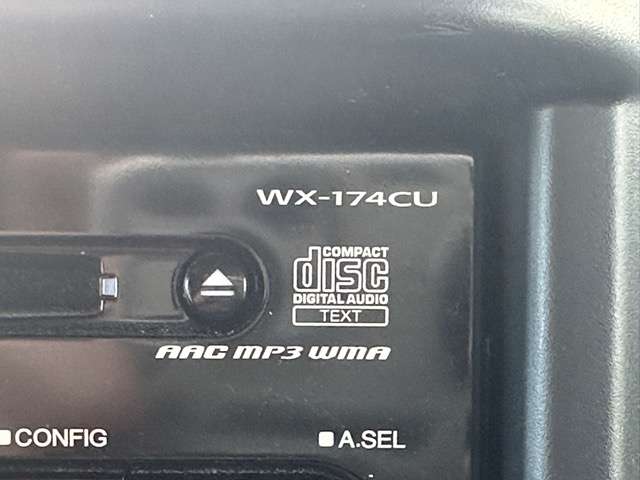 WX-174CU
COMPACT
disc
DIGITAL AUDIO
TEXT
AAC MP3 WMA
CONFIG
A.SEL